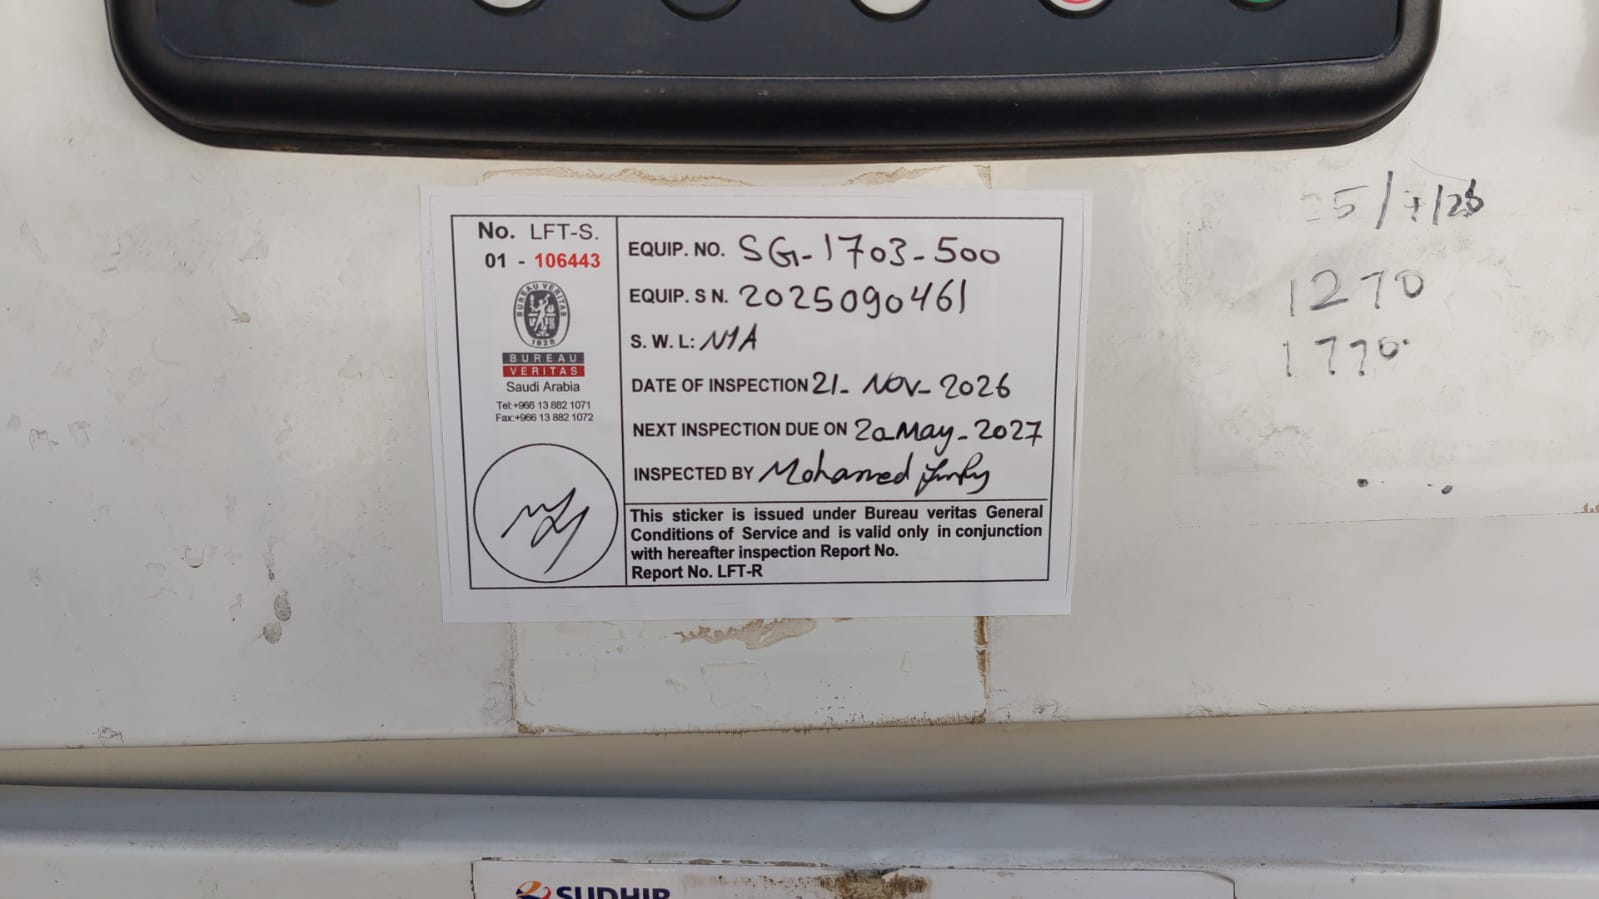 No. LFT-S.
01 - 106443
BUREAU VERITAS
1828
BUREAU
VERITAS
Saudi Arabia
Tel:+966 13 882 1071
Fax:+966 13 882 1072
EQUIP. NO. SG-1703-500
EQUIP. S N. 2025090461
S. W. L: N/A
DATE OF INSPECTION 21- Nov- 2026
NEXT INSPECTION DUE ON 20-May-2027
INSPECTED BY Mohamed
This sticker is issued under Bureau veritas General
Conditions of Service and is valid only in conjunction
with hereafter inspection Report No.
Report No. LFT-R
1270
1770
SUDHIR